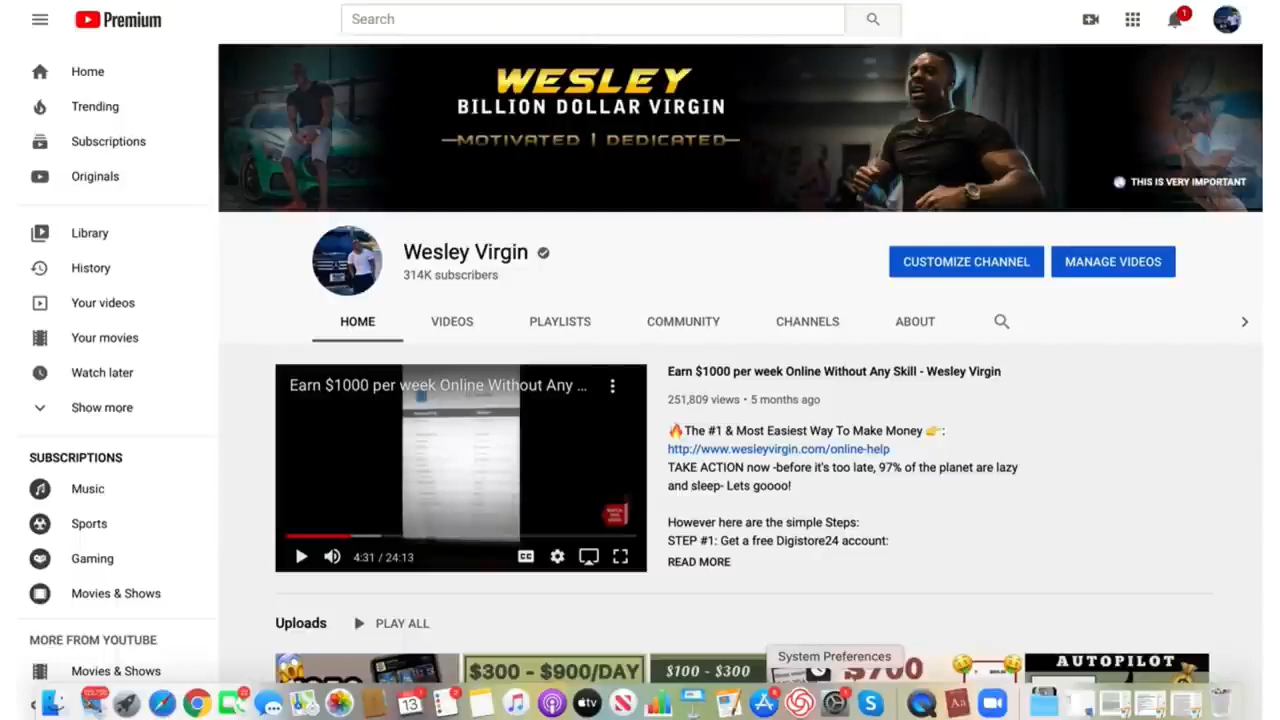 Premium
Search
1
Home
Trending
Subscriptions
Originals
Library
History
Your videos
Your movies
Watch later
Show more
SUBSCRIPTIONS
Music
Sports
Gaming
Movies & Shows
MORE FROM YOUTUBE
Movies & Shows
WESLEY
BILLION DOLLAR VIRGIN
MOTIVATED | DEDICATED
THIS IS VERY IMPORTANT
Wesley Virgin
314K subscribers
CUSTOMIZE CHANNEL
MANAGE VIDEOS
HOME
VIDEOS
PLAYLISTS
COMMUNITY
CHANNELS
ABOUT
Earn $1000 per week Online Without Any ...
4:31 / 24:13
CC
Earn $1000 per week Online Without Any Skill - Wesley Virgin
251,809 views • 5 months ago
🔥The #1 & Most Easiest Way To Make Money 👉:
http://www.wesleyvirgin.com/online-help
TAKE ACTION now -before it's too late, 97% of the planet are lazy
and sleep- Lets goooo!
However here are the simple Steps:
STEP #1: Get a free Digistore24 account:
READ MORE
Uploads
PLAY ALL
$300 - $900/DAY
$100 - $300
$700
AUTOPILOT
System Preferences
13
tv